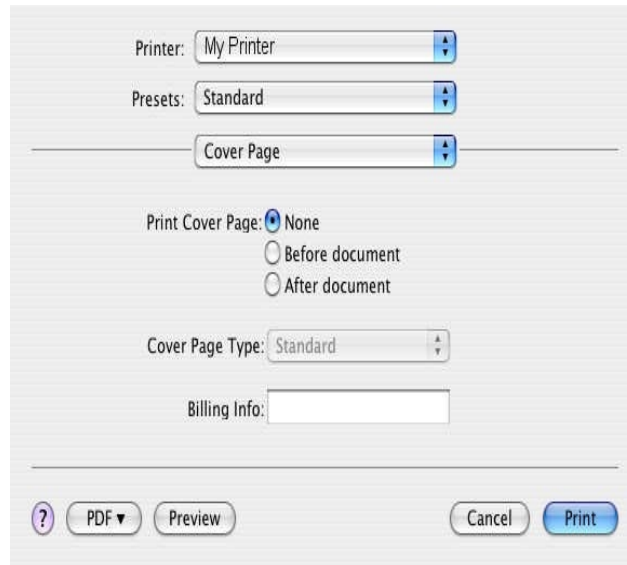 Printer: My Printer
Presets: Standard
Cover Page
Print Cover Page: None
Before document
After document
Cover Page Type: Standard
Billing Info:
? PDF ▼ Preview Cancel Print